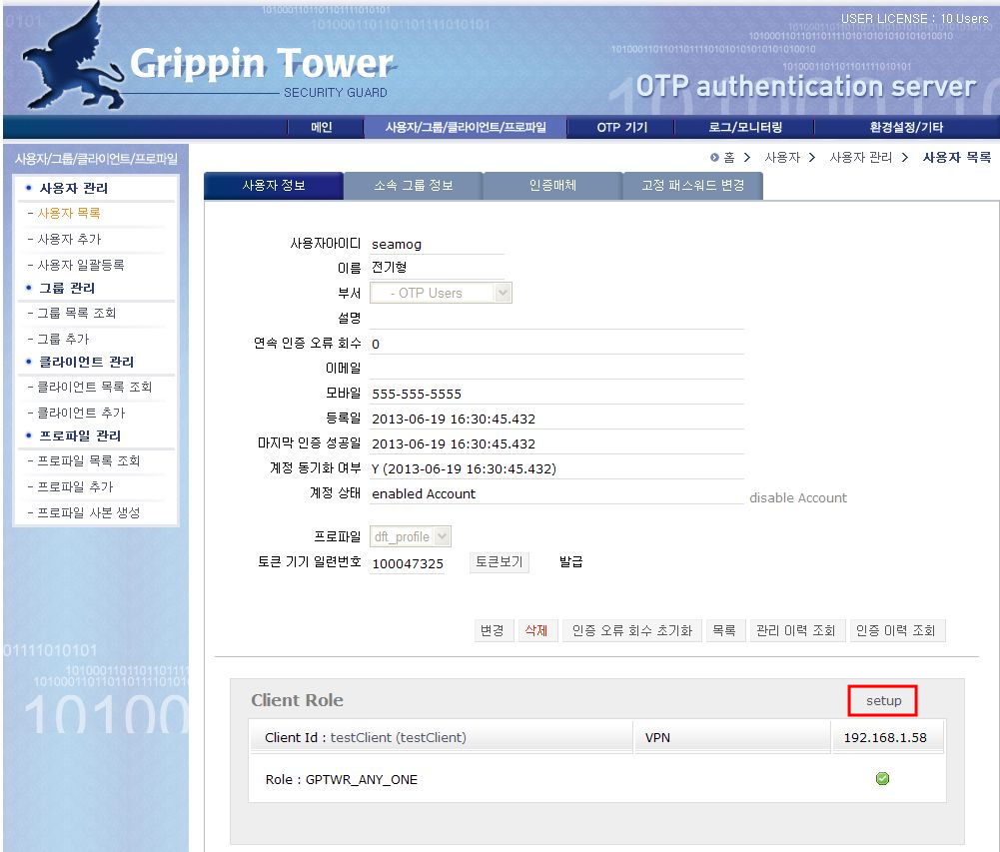 USER LICENSE : 10 Users
Grippin Tower
SECURITY GUARD
OTP authentication server
메인 사용자/그룹/클라이언트/프로파일 OTP 기기 로그/모니터링 환경설정/기타
사용자/그룹/클라이언트/프로파일
사용자 관리
- 사용자 목록
- 사용자 추가
- 사용자 일괄등록
그룹 관리
- 그룹 목록 조회
- 그룹 추가
클라이언트 관리
- 클라이언트 목록 조회
- 클라이언트 추가
프로파일 관리
- 프로파일 목록 조회
- 프로파일 추가
- 프로파일 사본 생성
홈 > 사용자 > 사용자 관리 > 사용자 목록
사용자 정보 소속 그룹 정보 인증매체 고정 패스워드 변경
사용자아이디 seamog
이름 전기형
부서 - OTP Users
설명
연속 인증 오류 회수 0
이메일
모바일 555-555-5555
등록일 2013-06-19 16:30:45.432
마지막 인증 성공일 2013-06-19 16:30:45.432
계정 동기화 여부 Y (2013-06-19 16:30:45.432)
계정 상태 enabled Account disable Account
프로파일 dft_profile
토큰 기기 일련번호 100047325 토큰보기 발급
변경 삭제 인증 오류 회수 초기화 목록 관리 이력 조회 인증 이력 조회
Client Role setup
Client Id : testClient (testClient) VPN 192.168.1.58
Role : GPTWR_ANY_ONE